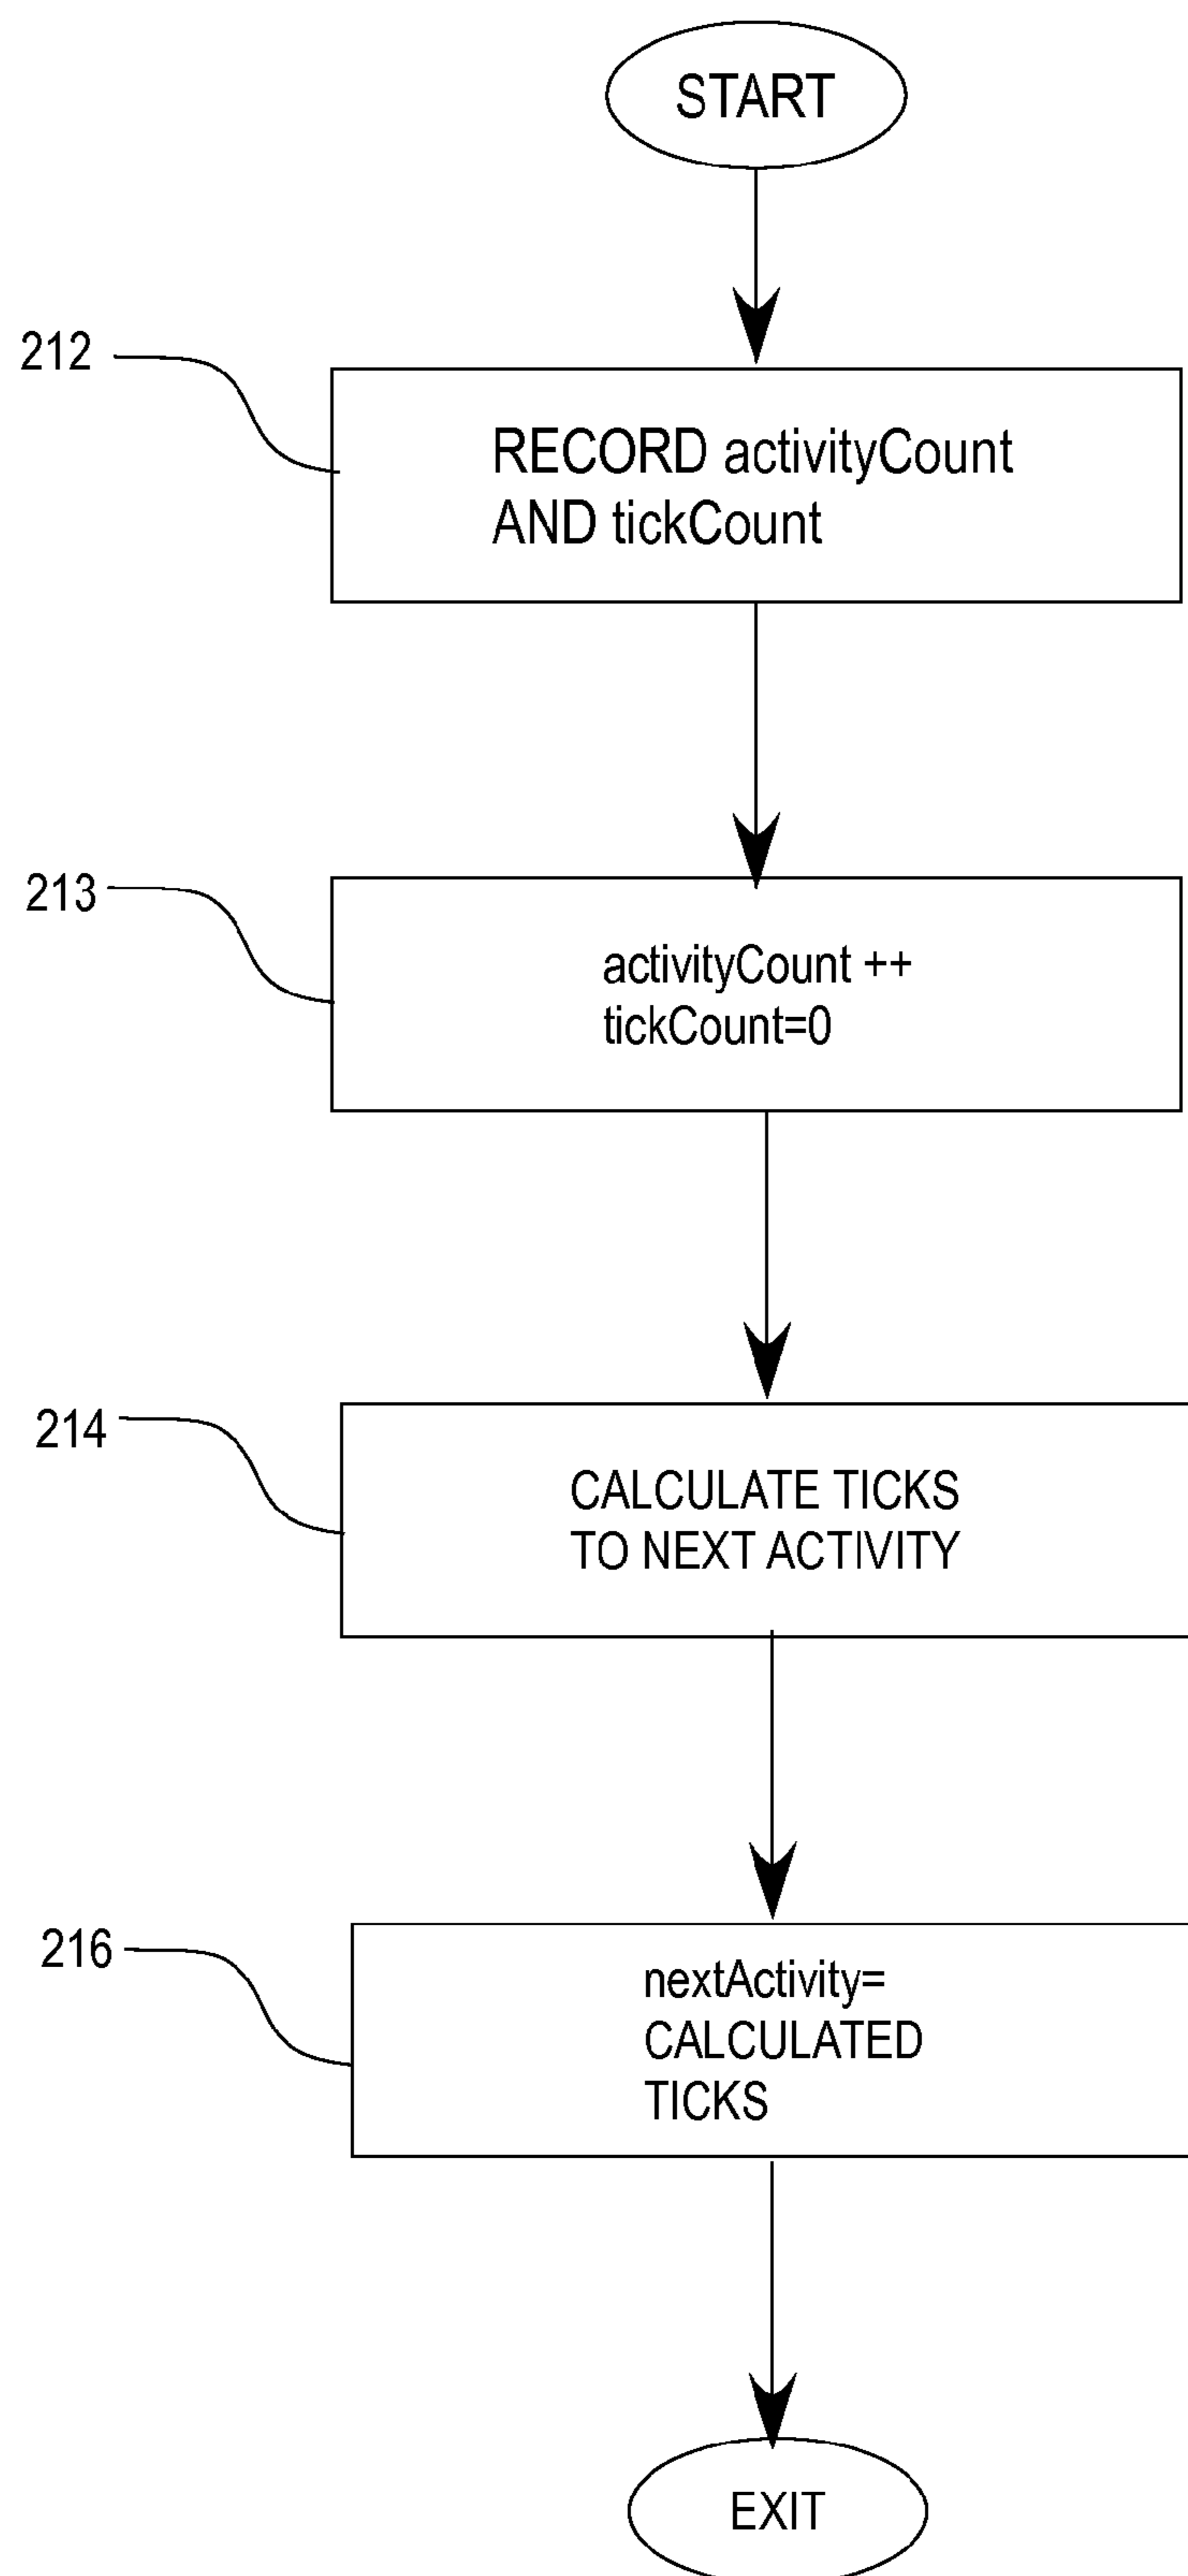 START
212
RECORD activityCount
AND tickCount
213
activityCount ++
tickCount=0
214
CALCULATE TICKS
TO NEXT ACTIVITY
216
nextActivity=
CALCULATED
TICKS
EXIT